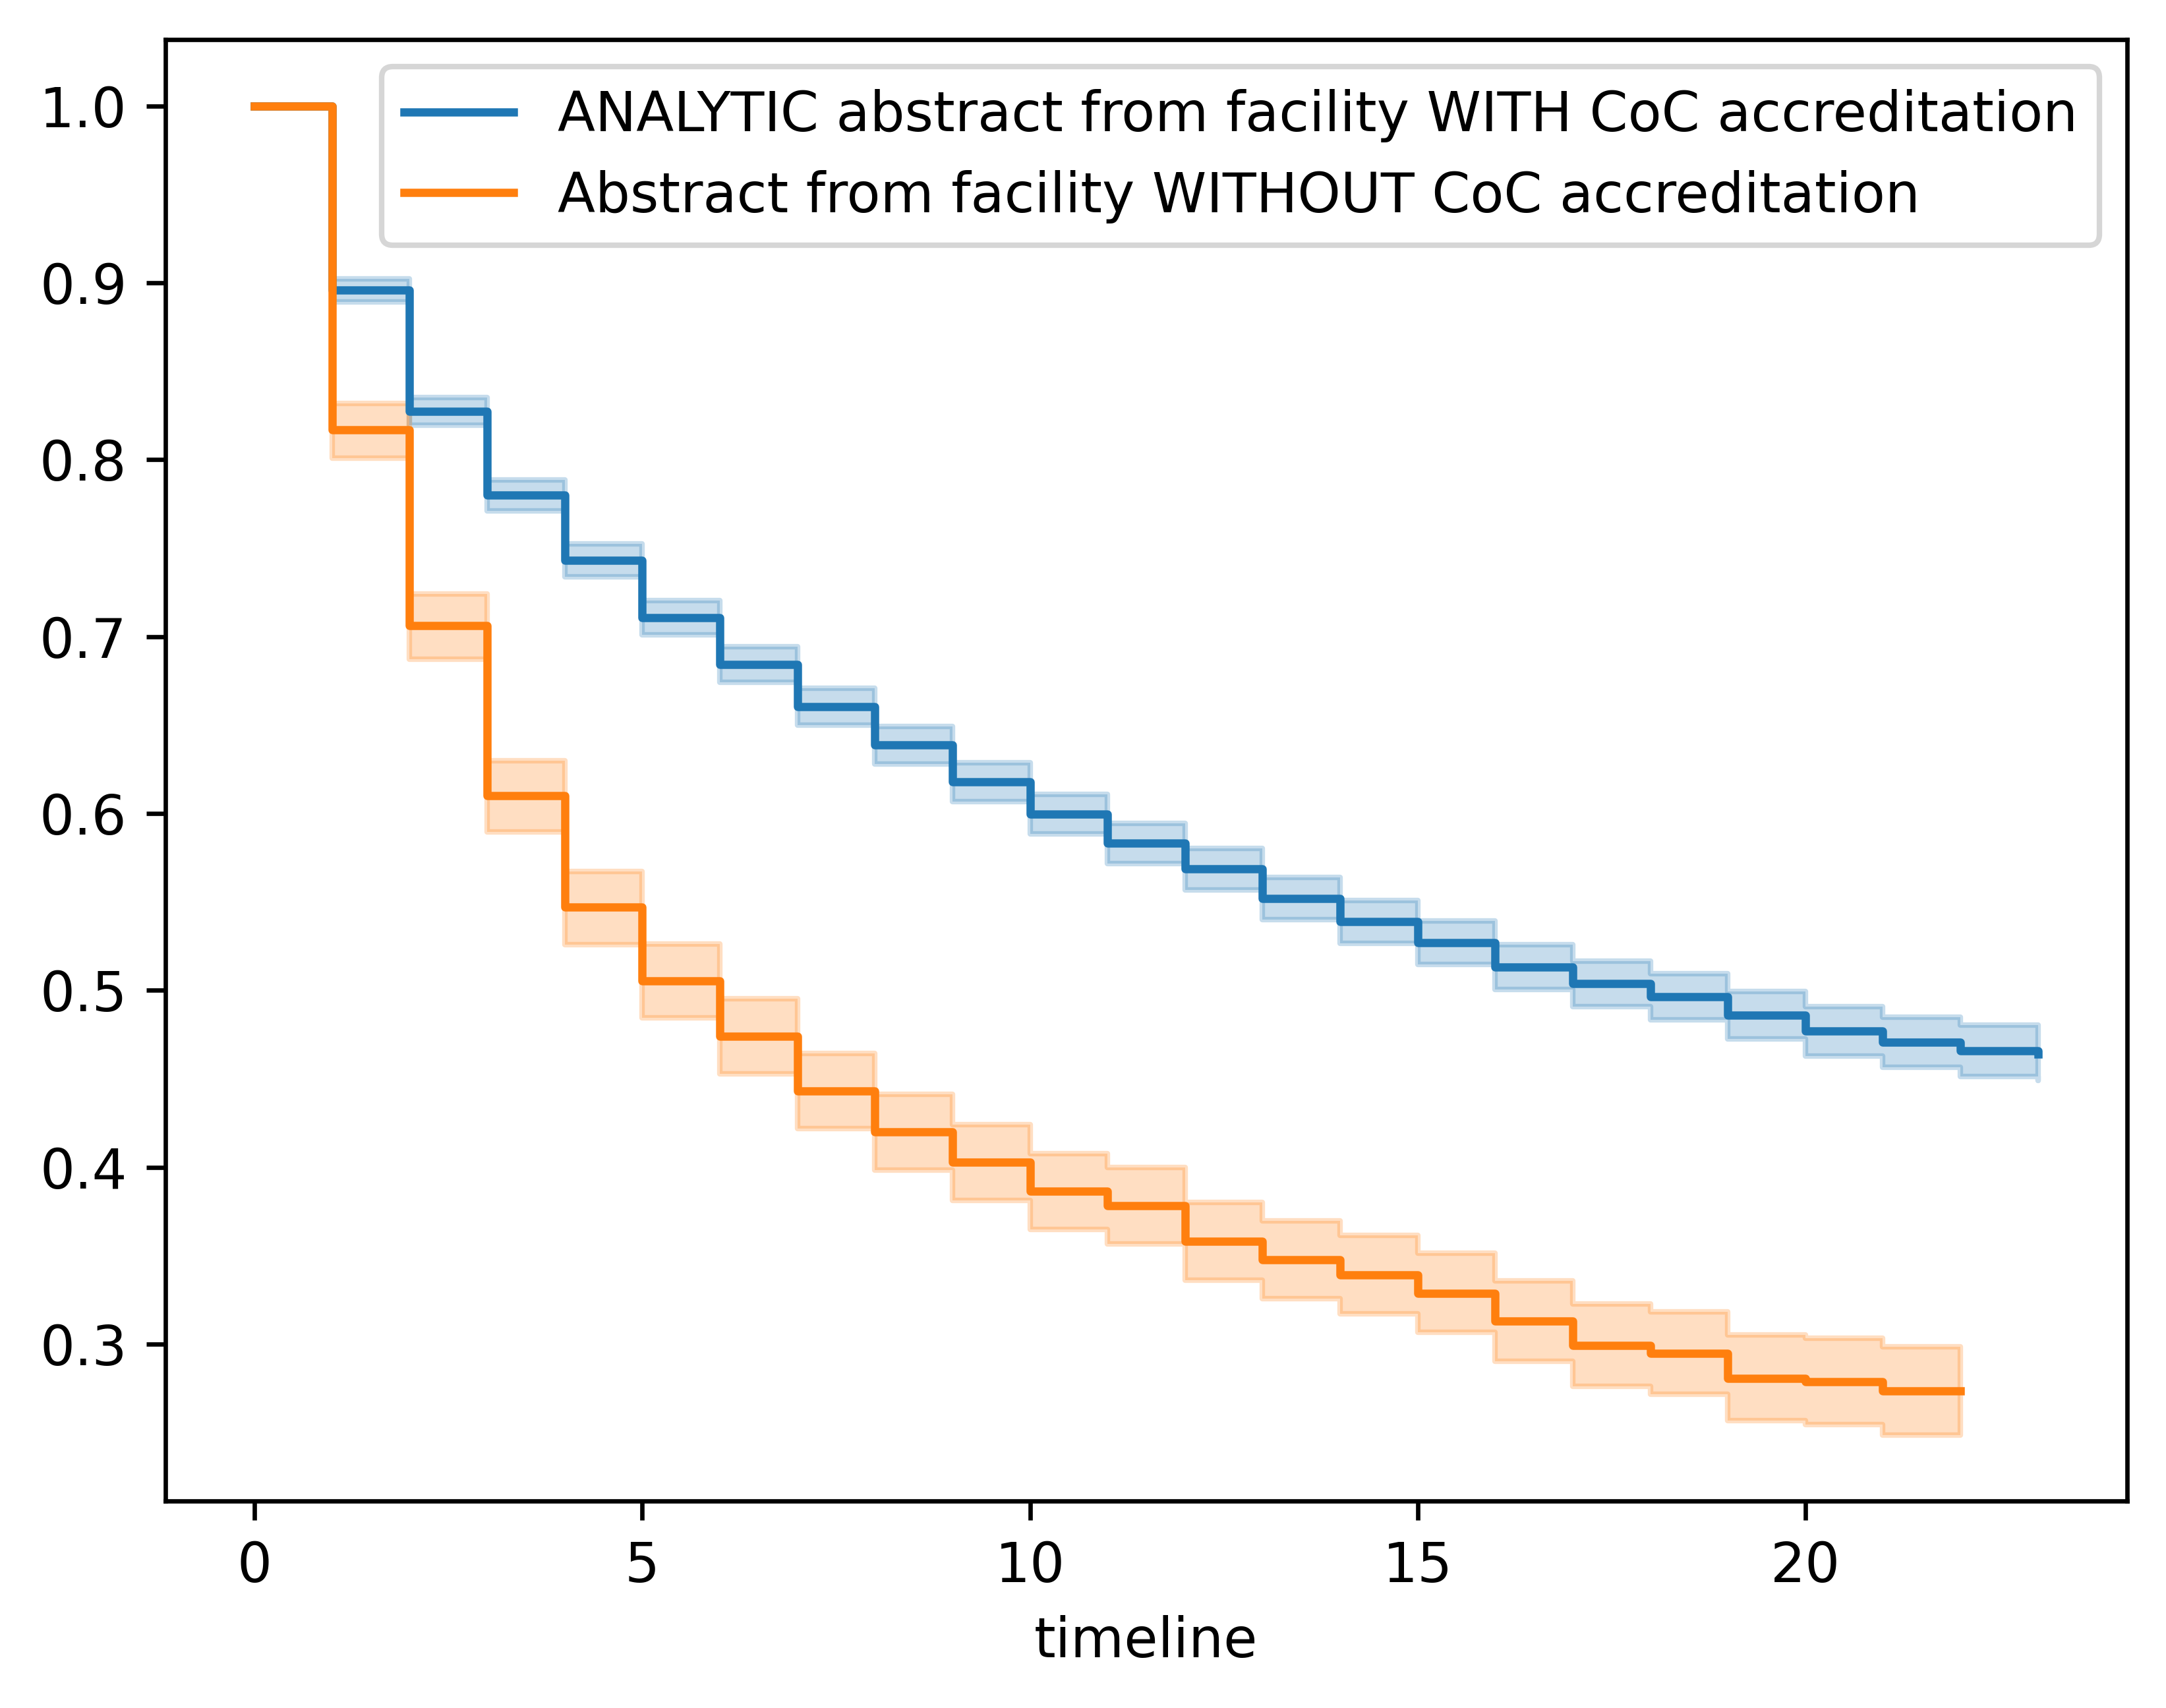 ANALYTIC abstract from facility WITH CoC accreditation
Abstract from facility WITHOUT CoC accreditation
1.0
0.9
0.8
0.7
0.6
0.5
0.4
0.3
0 5 10 15 20
timeline